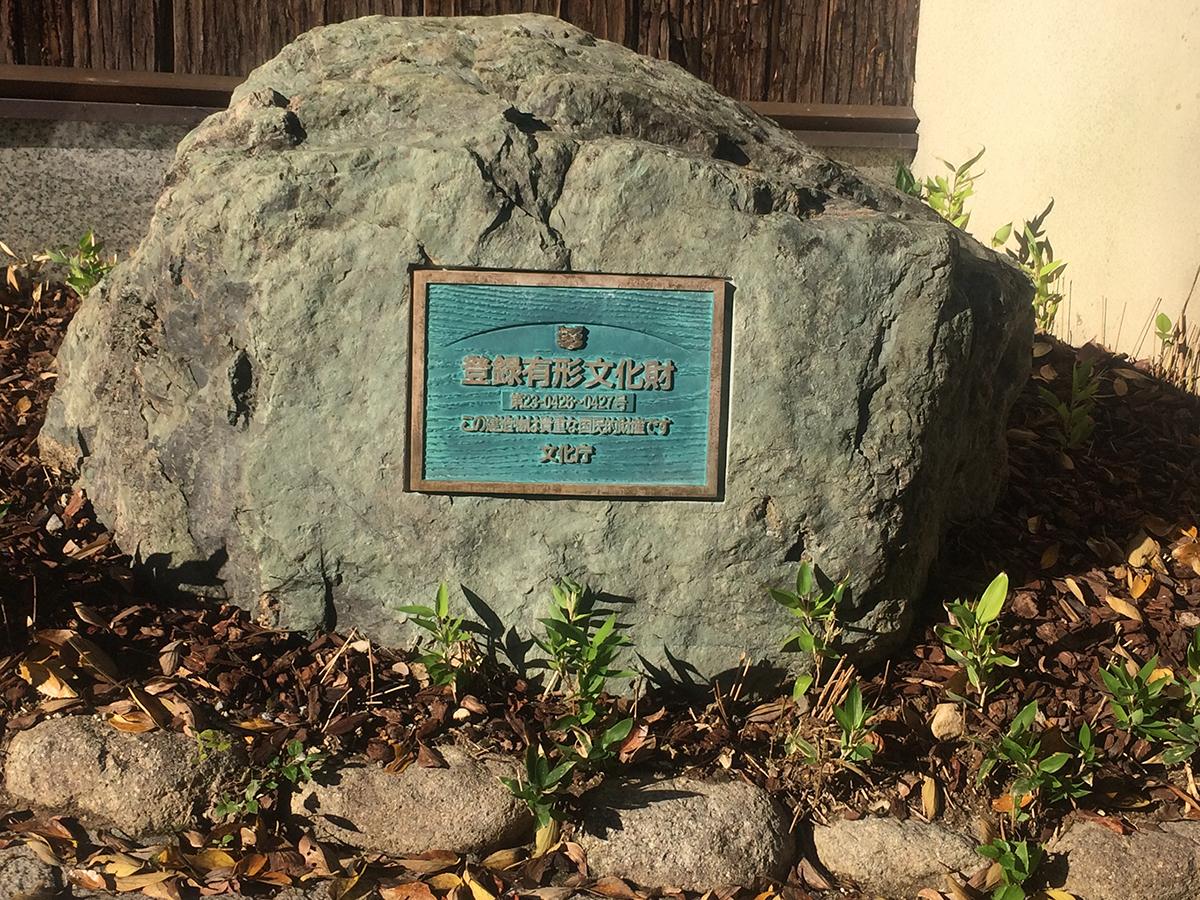 登録有形文化財
第23-0423~0427号
この建造物は貴重な国民的財産です
文化庁